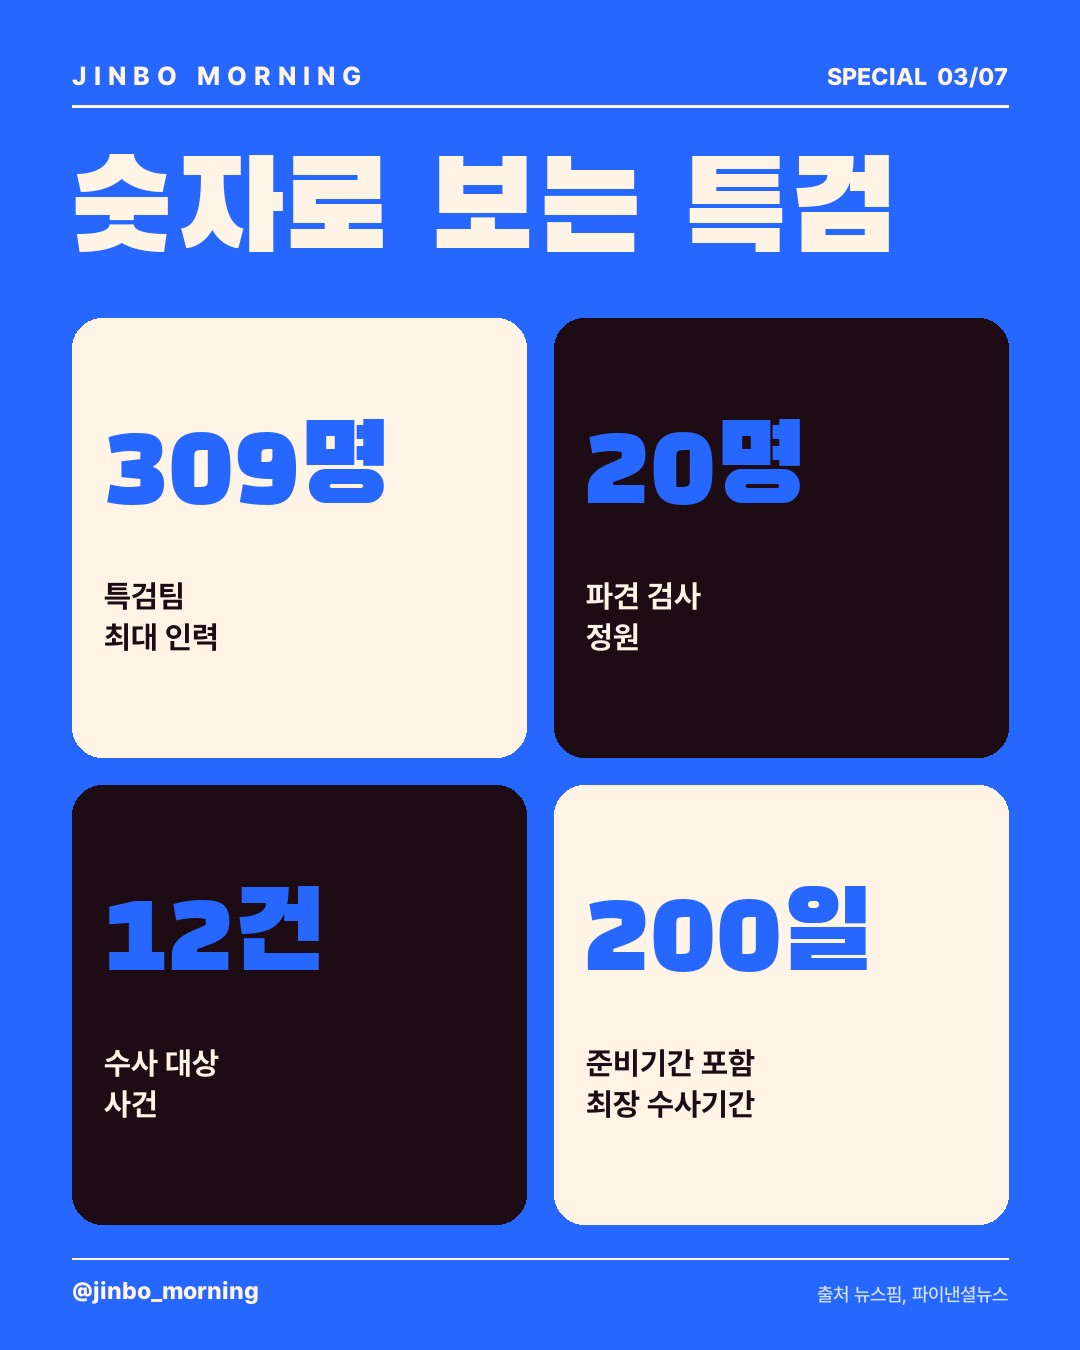 JINBO MORNING
SPECIAL 03/07
숫자로 보는 특검
309명
특검팀
최대 인력
20명
파견 검사
정원
12건
수사 대상
사건
200일
준비기간 포함
최장 수사기간
@jinbo_morning
출처 뉴스핌, 파이낸셜뉴스